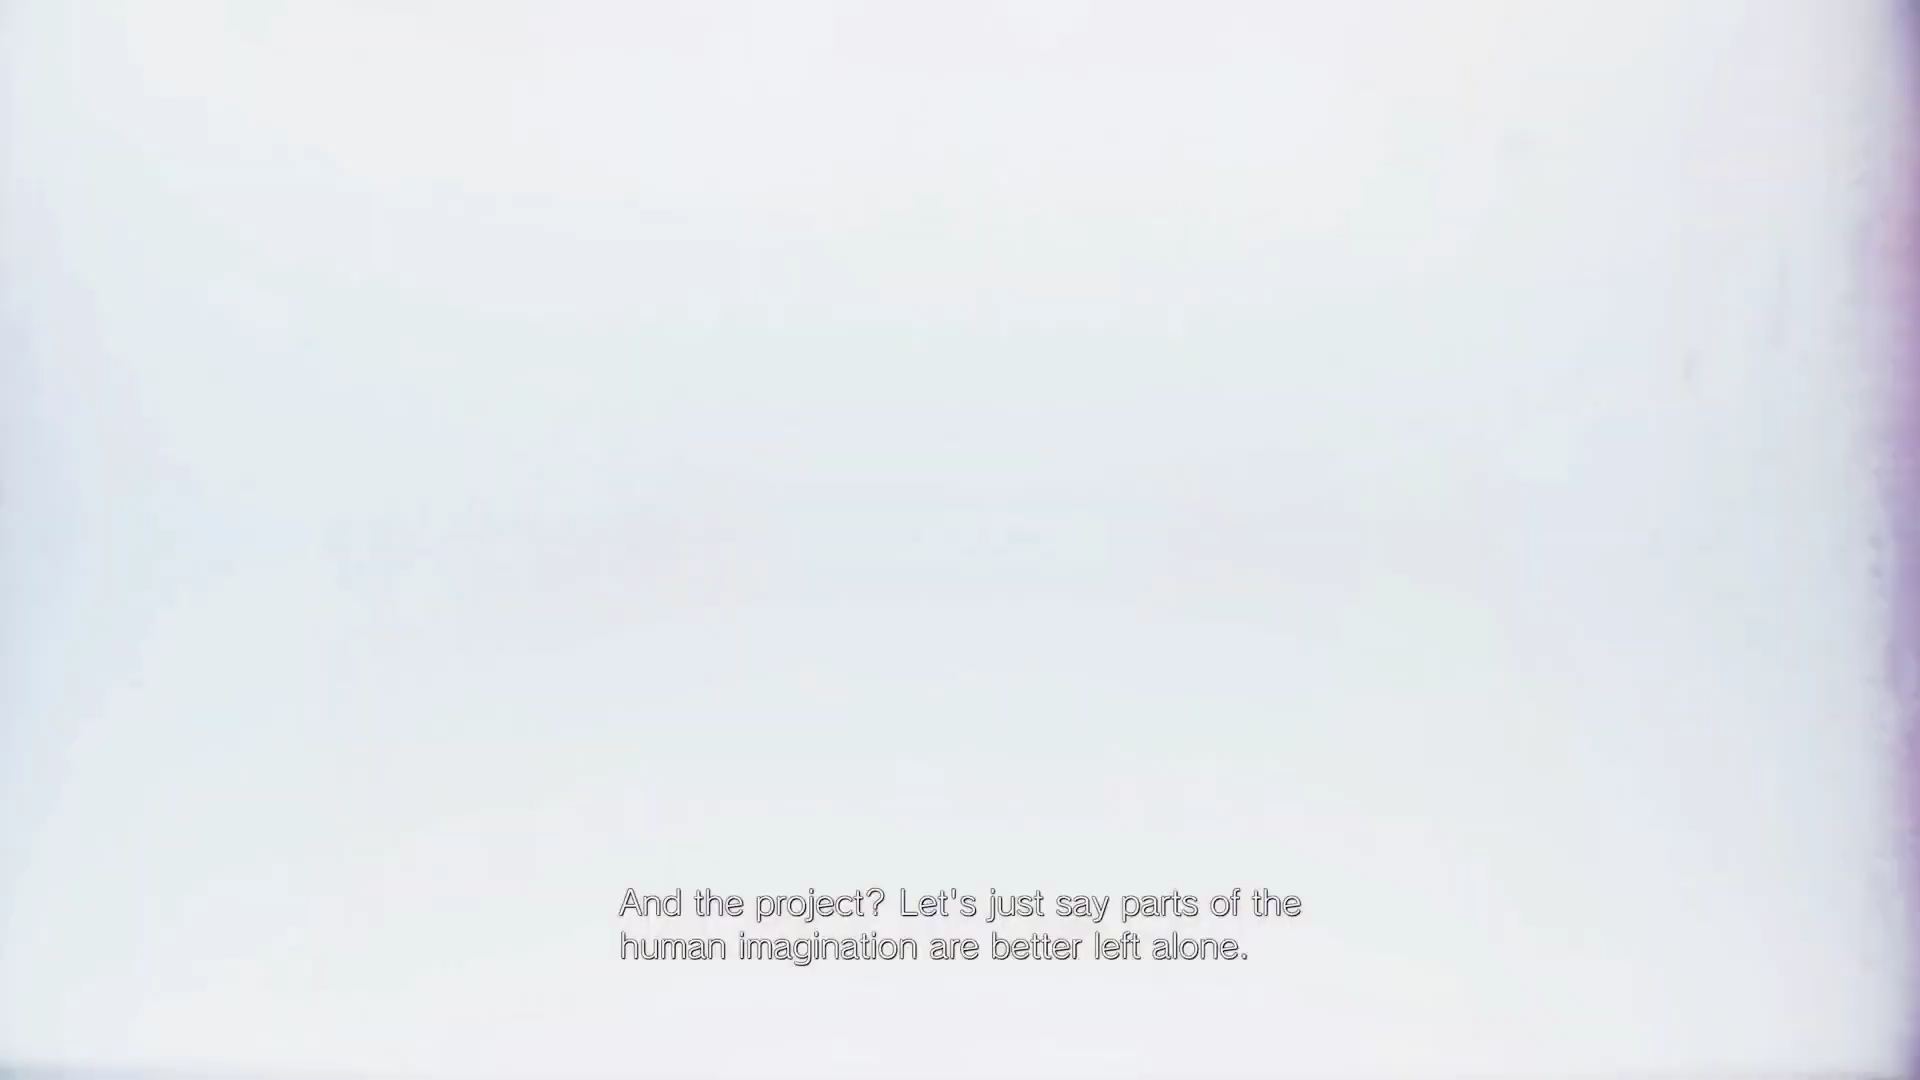 And the project? Let's just say parts of the
human imagination are better left alone.